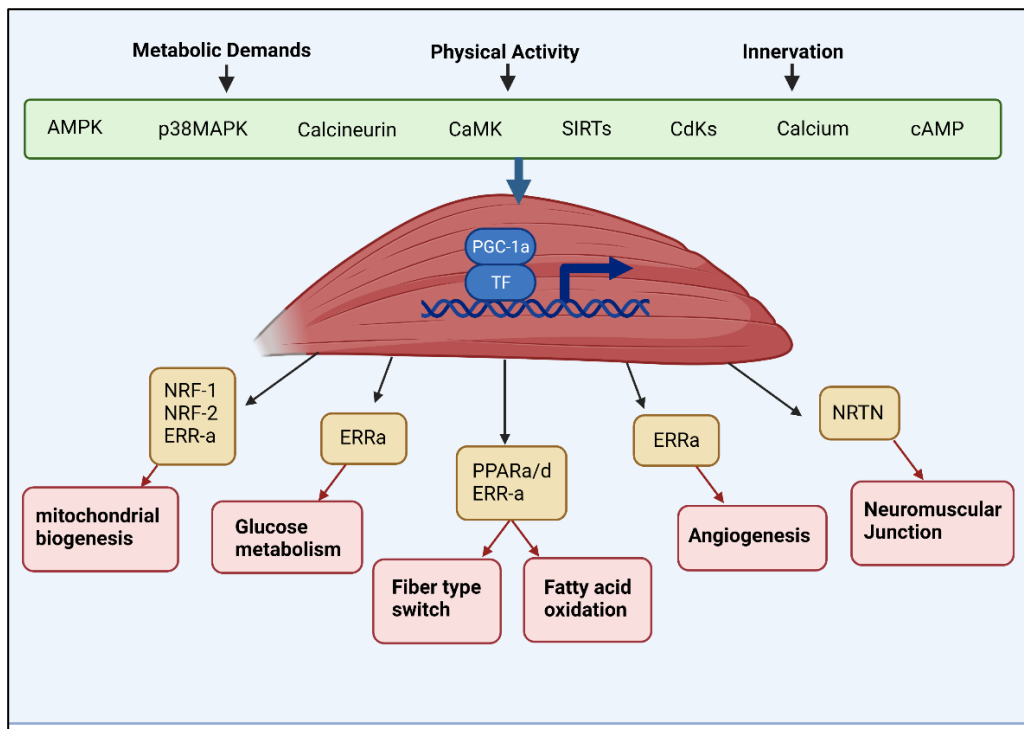 Metabolic Demands
Physical Activity
Innervation
AMPK
p38MAPK
Calcineurin
CaMK
SIRTs
CdKs
Calcium
cAMP
PGC-1a
TF
NRF-1
NRF-2
ERR-a
ERRa
PPARa/d
ERR-a
ERRa
NRTN
mitochondrial
biogenesis
Glucose
metabolism
Fiber type
switch
Fatty acid
oxidation
Angiogenesis
Neuromuscular
Junction